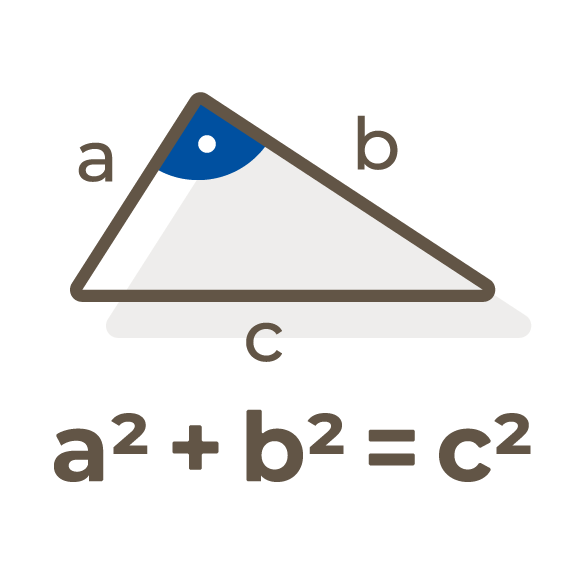 a
b
c
a² + b² = c²